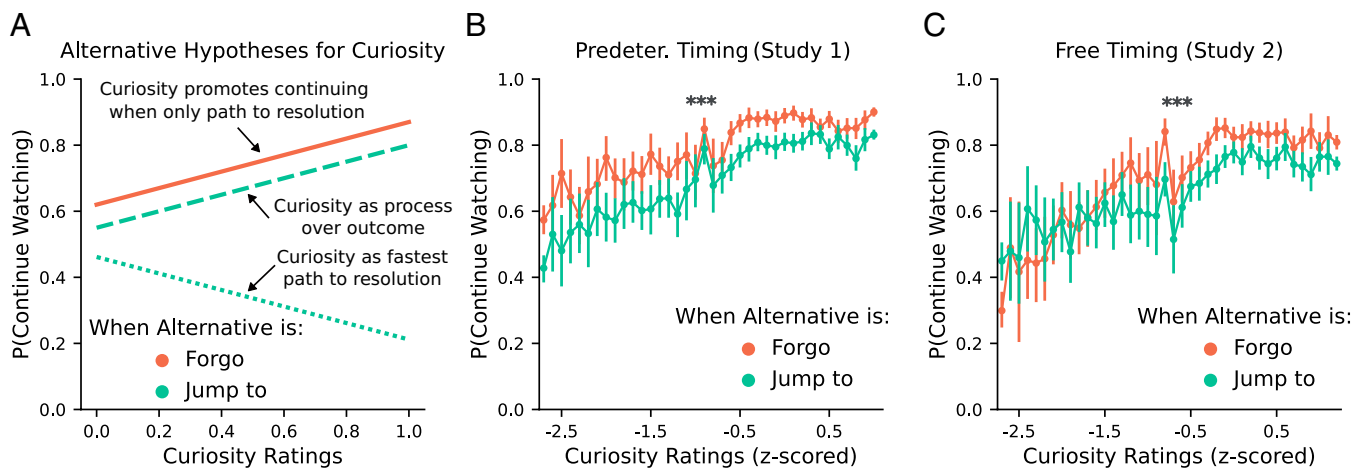 A
Alternative Hypotheses for Curiosity
P(Continue Watching)
1.0
0.8
0.6
0.4
0.2
0.0
Curiosity promotes continuing
when only path to resolution
Curiosity as process
over outcome
Curiosity as fastest
path to resolution
When Alternative is:
Forgo
Jump to
0.0
0.2
0.4
0.6
0.8
1.0
Curiosity Ratings
B
Predeter. Timing (Study 1)
P(Continue Watching)
1.0
0.8
0.6
0.4
0.2
0.0
***
When Alternative is:
Forgo
Jump to
-2.5
-1.5
-0.5
0.5
Curiosity Ratings (z-scored)
C
Free Timing (Study 2)
P(Continue Watching)
1.0
0.8
0.6
0.4
0.2
0.0
***
When Alternative is:
Forgo
Jump to
-2.5
-1.5
-0.5
0.5
Curiosity Ratings (z-scored)